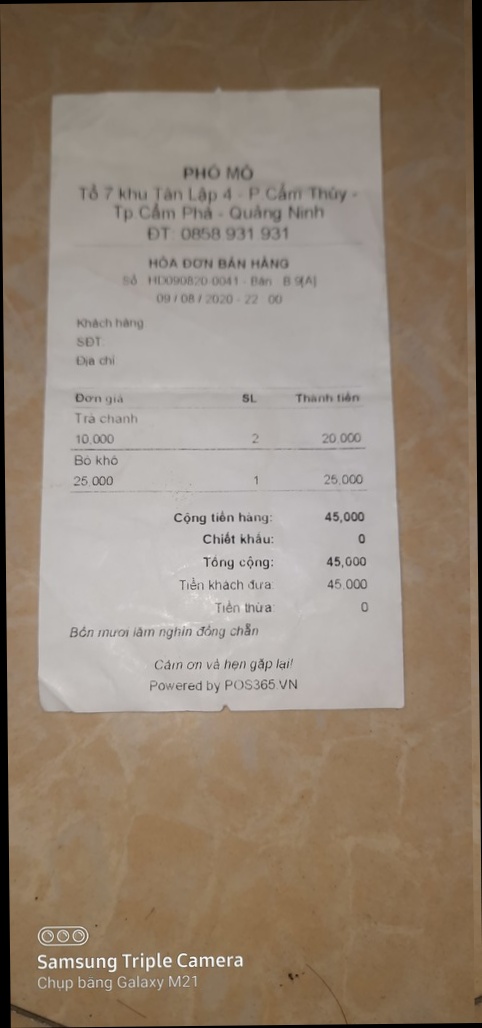 PHỐ MỎ
Tổ 7 khu Tân Lập 4 - P Cẩm Thủy -
Tp.Cẩm Phả - Quảng Ninh
ĐT: 0858 931 931
HÓA ĐƠN BÁN HÀNG
Số : HD090820-0041 - Bàn : B 9[A]
09 / 08 / 2020 - 22 : 00
Khách hàng
SĐT:
Địa chỉ
Đơn giá SL Thành tiền
Trà chanh
10,000 2 20,000
Bò khô
25,000 1 25,000
Cộng tiền hàng: 45,000
Chiết khấu: 0
Tổng cộng: 45,000
Tiền khách đưa: 45,000
Tiền thừa: 0
Bốn mươi lăm nghìn đồng chẵn
Cảm ơn và hẹn gặp lại!
Powered by POS365.VN
Samsung Triple Camera
Chụp bằng Galaxy M21